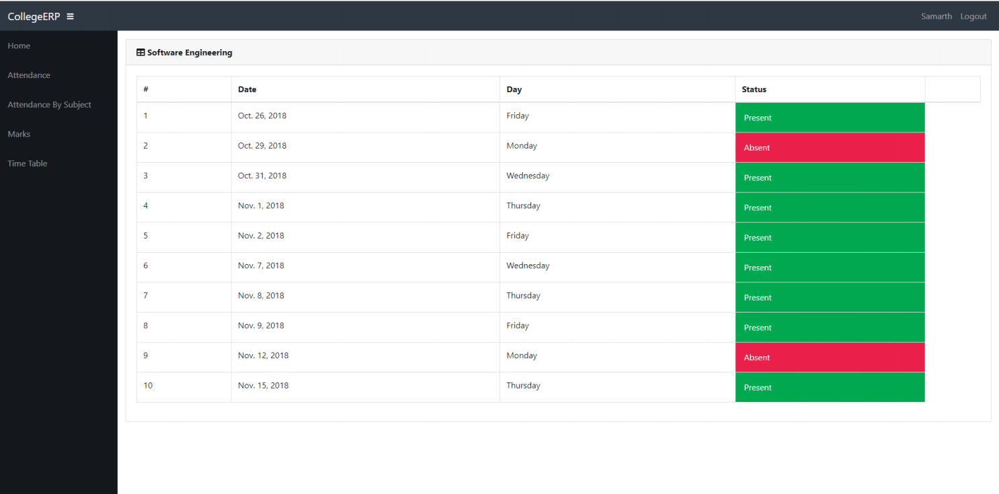 CollegeERP
Samarth Logout
Home
Attendance
Attendance By Subject
Marks
Time Table
Software Engineering
# Date Day Status
1 Oct. 26, 2018 Friday Present
2 Oct. 29, 2018 Monday Absent
3 Oct. 31, 2018 Wednesday Present
4 Nov. 1, 2018 Thursday Present
5 Nov. 2, 2018 Friday Present
6 Nov. 7, 2018 Wednesday Present
7 Nov. 8, 2018 Thursday Present
8 Nov. 9, 2018 Friday Present
9 Nov. 12, 2018 Monday Absent
10 Nov. 15, 2018 Thursday Present